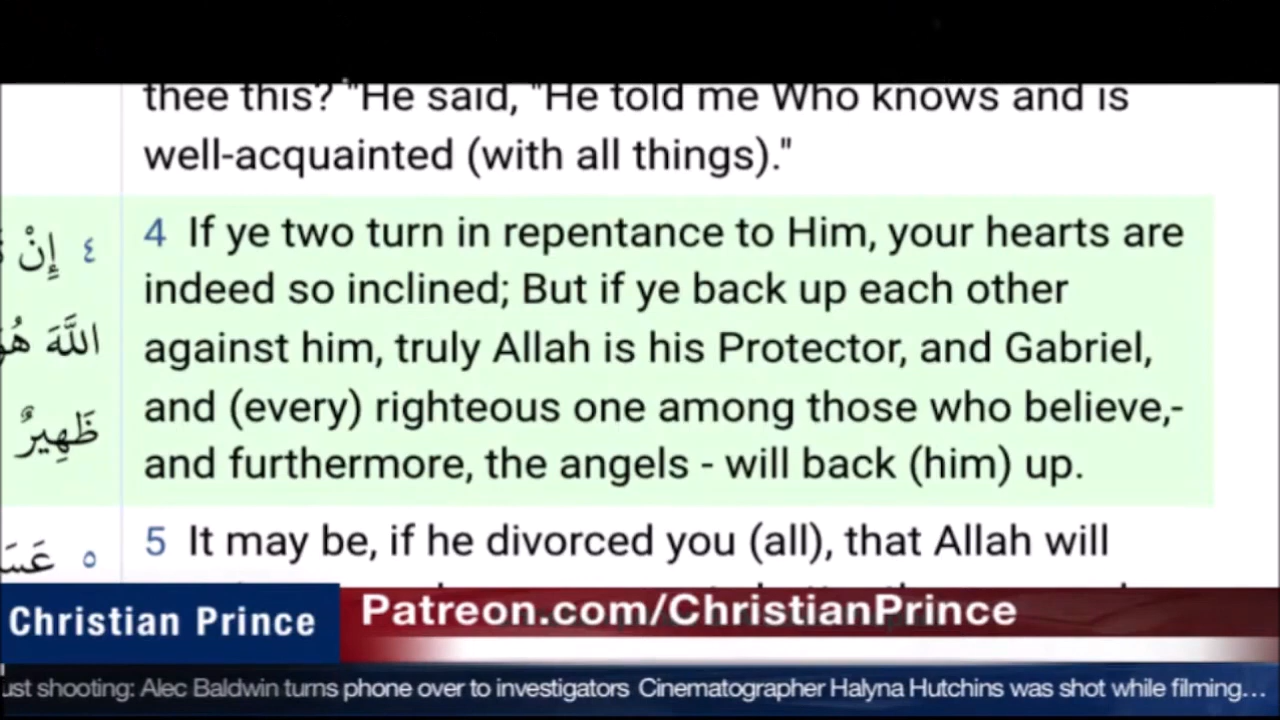 thee this? "He said, "He told me Who knows and is
well-acquainted (with all things)."
4 If ye two turn in repentance to Him, your hearts are
indeed so inclined; But if ye back up each other
against him, truly Allah is his Protector, and Gabriel,
and (every) righteous one among those who believe,-
and furthermore, the angels - will back (him) up.
٤ إِنْ
اللَّهَ
ظَهِيرٌ
5 It may be, if he divorced you (all), that Allah will
٥
Christian Prince
Patreon.com/ChristianPrince
shooting: Alec Baldwin turns phone over to investigators Cinematographer Halyna Hutchins was shot while filming...